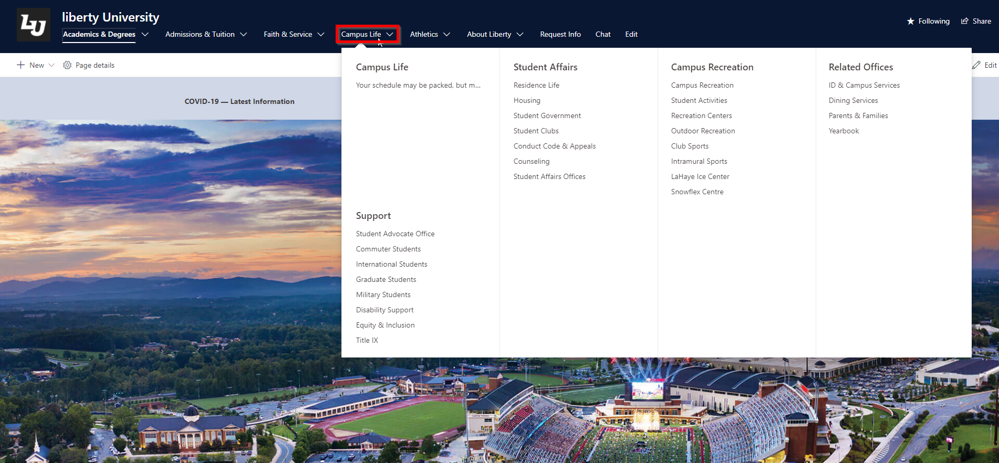 LU
liberty University
Academics & Degrees
Admissions & Tuition
Faith & Service
Campus Life
Athletics
About Liberty
Request Info
Chat
Edit
Following
Share
New
Page details
Edit
COVID-19 — Latest Information
Campus Life
Your schedule may be packed, but m...
Student Affairs
Residence Life
Housing
Student Government
Student Clubs
Conduct Code & Appeals
Counseling
Student Affairs Offices
Campus Recreation
Campus Recreation
Student Activities
Recreation Centers
Outdoor Recreation
Club Sports
Intramural Sports
LaHaye Ice Center
Snowflex Centre
Related Offices
ID & Campus Services
Dining Services
Parents & Families
Yearbook
Support
Student Advocate Office
Commuter Students
International Students
Graduate Students
Military Students
Disability Support
Equity & Inclusion
Title IX